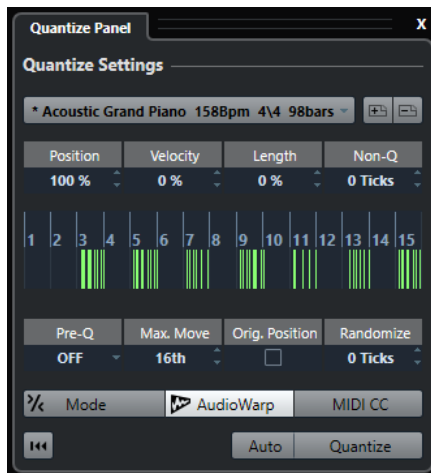 Quantize Panel X
Quantize Settings
* Acoustic Grand Piano 158Bpm 4\4 98bars
Position Velocity Length Non-Q
100 % 0 % 0 % 0 Ticks
1 2 3 4 5 6 7 8 9 10 11 12 13 14 15
Pre-Q Max. Move Orig. Position Randomize
OFF 16th 0 Ticks
Mode AudioWarp MIDI CC
Auto Quantize